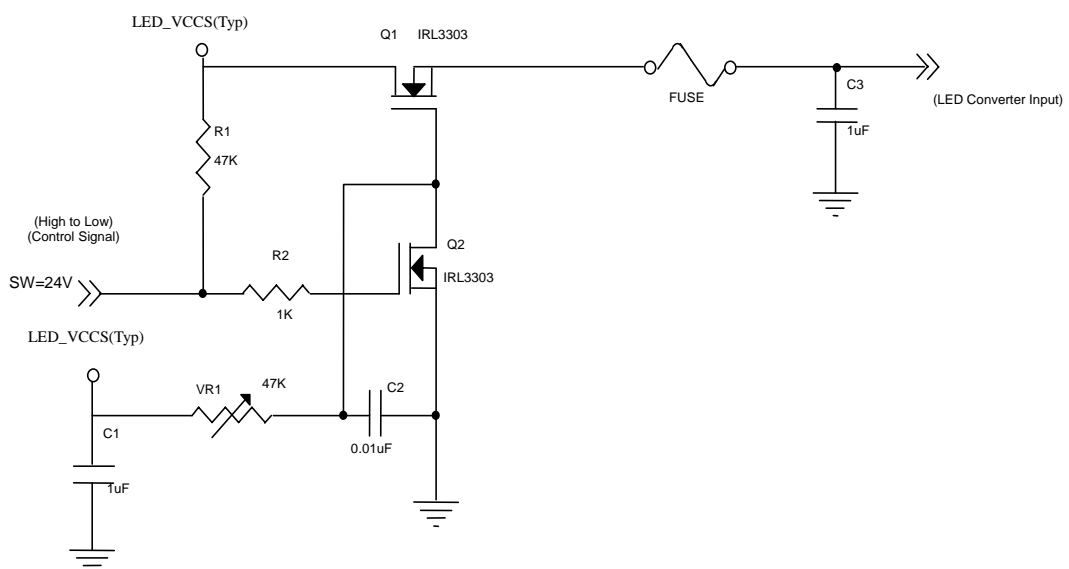 LED_VCCS(Typ)
Q1 IRL3303
FUSE
C3
1uF
(LED Converter Input)
R1
47K
(High to Low)
(Control Signal)
SW=24V
R2
1K
Q2
IRL3303
LED_VCCS(Typ)
VR1
47K
C2
0.01uF
C1
1uF